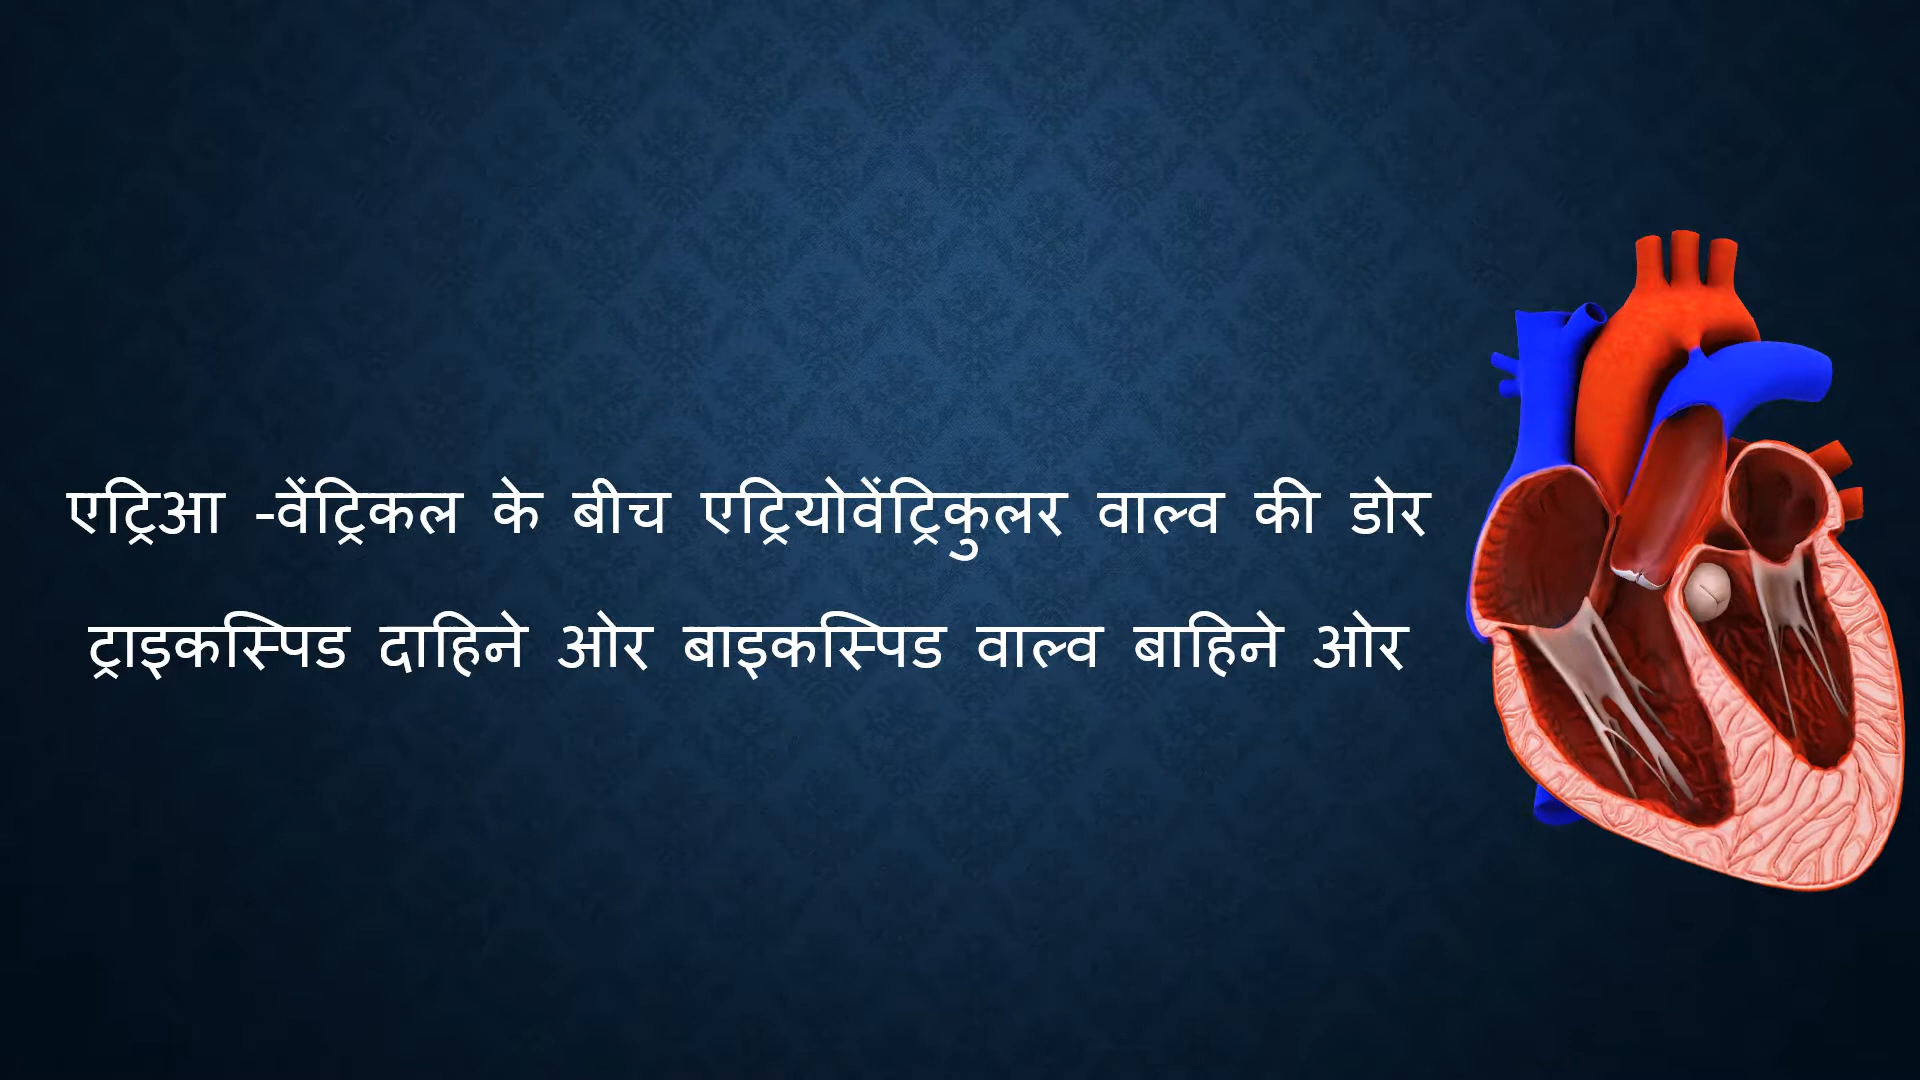 एट्रिआ -वेंट्रिकल के बीच एट्रियोवेंट्रिकुलर वाल्व की डोर
ट्राइकस्पिड दाहिने ओर बाइकस्पिड वाल्व बाहिने ओर